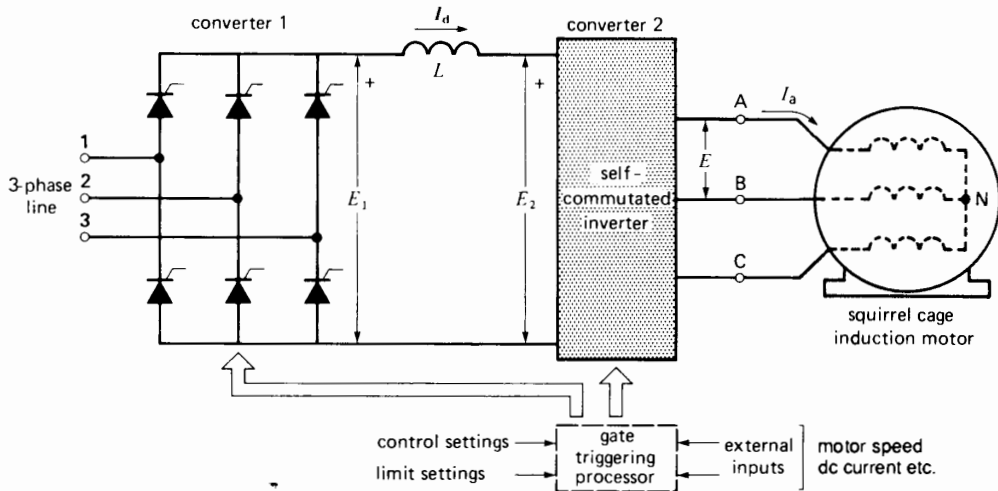 converter 1
I_d
L
converter 2
1
2
3
3-phase
line
+
E_1
+
E_2
self-
commutated
inverter
A
I_a
E
B
C
N
squirrel cage
induction motor
control settings
limit settings
gate
triggering
processor
external
inputs
motor speed
dc current etc.